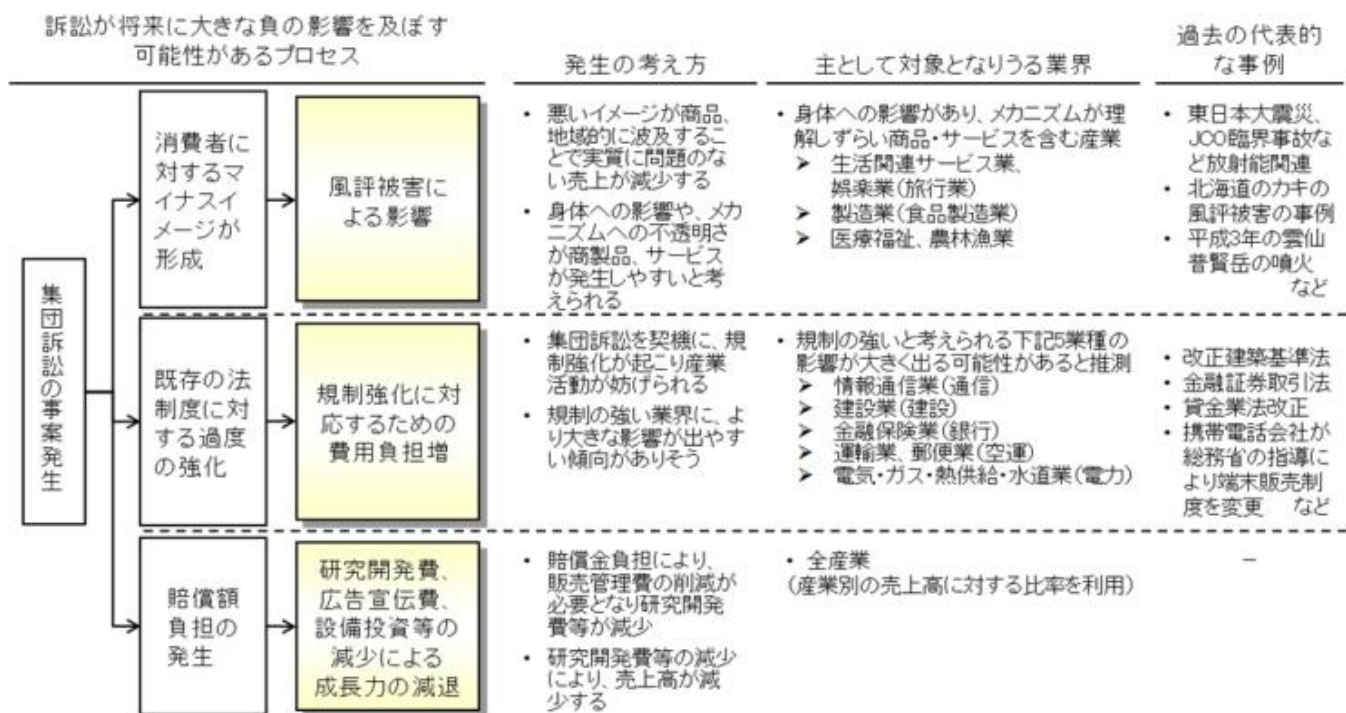 訴訟が将来に大きな負の影響を及ぼす
可能性があるプロセス
発生の考え方
主として対象となりうる業界
過去の代表的
な事例
集団訴訟の事案発生
消費者に
対するマ
イナスイ
メージが
形成
風評被害に
よる影響
・ 悪いイメージが商品、
地域的に波及するこ
とで実質に問題のな
い売上が減少する
・ 身体への影響や、メカ
ニズムへの不透明さ
が商製品、サービス
が発生しやすいと考
えられる
・ 身体への影響があり、メカニズムが理
解しずらい商品・サービスを含む産業
➢ 生活関連サービス業、
娯楽業(旅行業)
➢ 製造業(食品製造業)
➢ 医療福祉、農林漁業
・ 東日本大震災、
JCO臨界事故な
ど放射能関連
・ 北海道のカキの
風評被害の事例
・ 平成3年の雲仙
普賢岳の噴火
など
既存の法
制度に対
する過度
の強化
規制強化に対
応するための
費用負担増
・ 集団訴訟を契機に、規
制強化が起こり産業
活動が妨げられる
・ 規制の強い業界に、よ
り大きな影響が出やす
い傾向がありそう
・ 規制の強いと考えられる下記5業種の
影響が大きく出る可能性があると推測
➢ 情報通信業(通信)
➢ 建設業(建設)
➢ 金融保険業(銀行)
➢ 運輸業、郵便業(空運)
➢ 電気・ガス・熱供給・水道業(電力)
・ 改正建築基準法
・ 金融証券取引法
・ 貸金業法改正
・ 携帯電話会社が
総務省の指導に
より端末販売制
度を変更 など
賠償額
負担の
発生
研究開発費、
広告宣伝費、
設備投資等の
減少による
成長力の減退
・ 賠償金負担により、
販売管理費の削減が
必要となり研究開発
費等が減少
・ 研究開発費等の減少
により、売上高が減
少する
・ 全産業
(産業別の売上高に対する比率を利用)
－